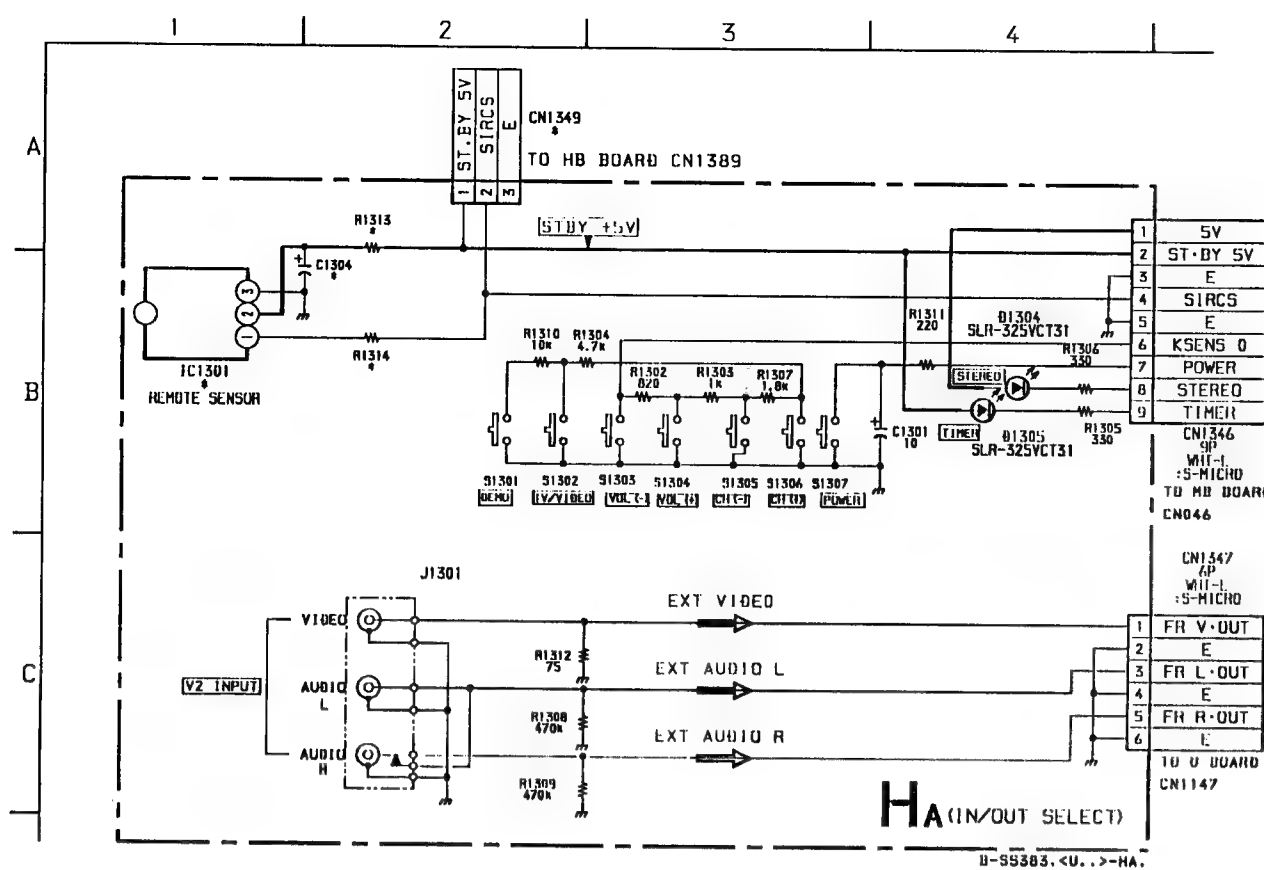 1 2 3 4
A
B
C
ST.BY 5V
SIRCS
E
1 2 3
CN1349
*
TO HB BOARD CN1389
R1313
*
STBY +5V
C1304
*
+
3
2
1
IC1301
*
REMOTE SENSOR
R1314
*
R1310
10k
R1304
4.7k
R1302
820
R1303
1k
R1307
1.8k
R1311
220
D1304
SLR-325VCT31
R1306
330
STEREO
TIMER
D1305
SLR-325VCT31
R1305
330
+
C1301
10
S1301
DEMO
S1302
TV/VIDEO
S1303
VOL (-)
S1304
VOL (+)
S1305
CH (-)
S1306
CH (+)
S1307
POWER
1 5V
2 ST·BY 5V
3 E
4 SIRCS
5 E
6 KSENS 0
7 POWER
8 STEREO
9 TIMER
CN1346
9P
WHT-L
:S-MICRO
TO MB BOARD
CN046
J1301
V2 INPUT
VIDEO
AUDIO
L
AUDIO
R
R1312
75
R1308
470k
R1309
470k
EXT VIDEO
EXT AUDIO L
EXT AUDIO R
CN1347
6P
WHT-L
:S-MICRO
1 FR V·OUT
2 E
3 FR L·OUT
4 E
5 FR R·OUT
6 E
TO U BOARD
CN1147
HA (IN/OUT SELECT)
B-SS383.<U..>-HA.